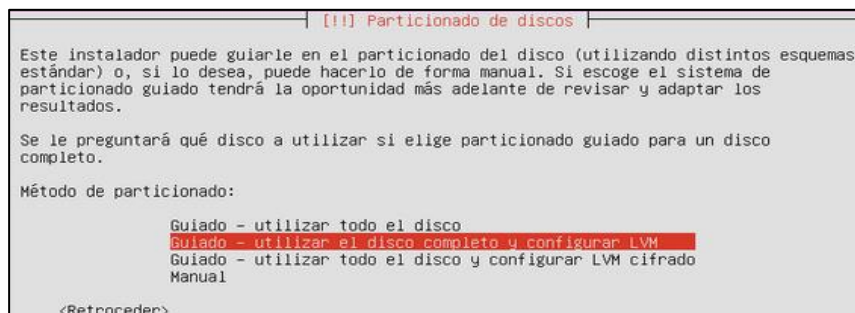 [!!] Particionado de discos
Este instalador puede guiarle en el particionado del disco (utilizando distintos esquemas
estándar) o, si lo desea, puede hacerlo de forma manual. Si escoge el sistema de
particionado guiado tendrá la oportunidad más adelante de revisar y adaptar los
resultados.
Se le preguntará qué disco a utilizar si elige particionado guiado para un disco
completo.
Método de particionado:
Guiado - utilizar todo el disco
Guiado - utilizar el disco completo y configurar LVM
Guiado - utilizar todo el disco y configurar LVM cifrado
Manual
<Retroceder>